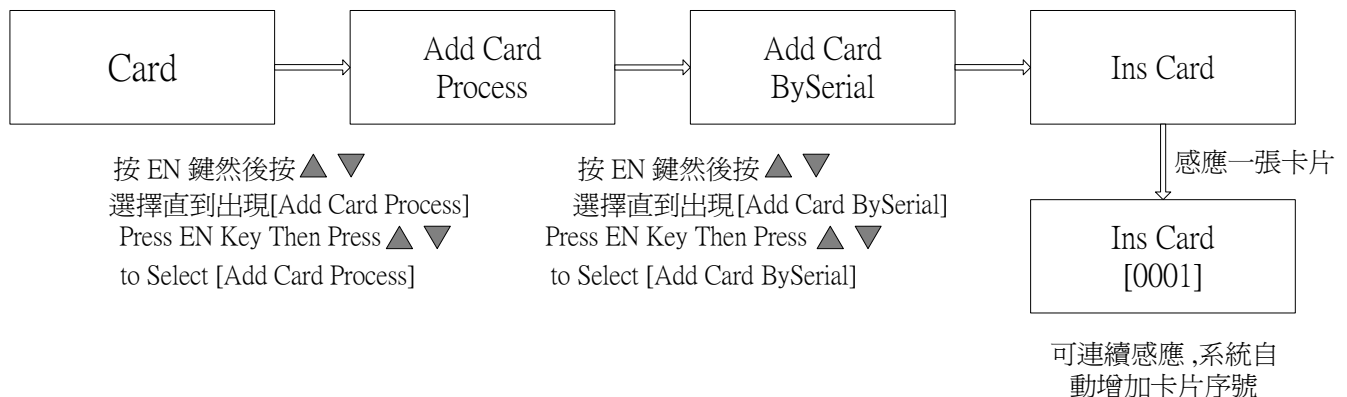 Card
Add Card
Process
Add Card
BySerial
Ins Card
按 EN 鍵然後按▲ ▼
選擇直到出現[Add Card Process]
Press EN Key Then Press ▲ ▼
to Select [Add Card Process]
按 EN 鍵然後按▲ ▼
選擇直到出現[Add Card BySerial]
Press EN Key Then Press ▲ ▼
to Select [Add Card BySerial]
感應一張卡片
Ins Card
[0001]
可連續感應 ,系統自
動增加卡片序號